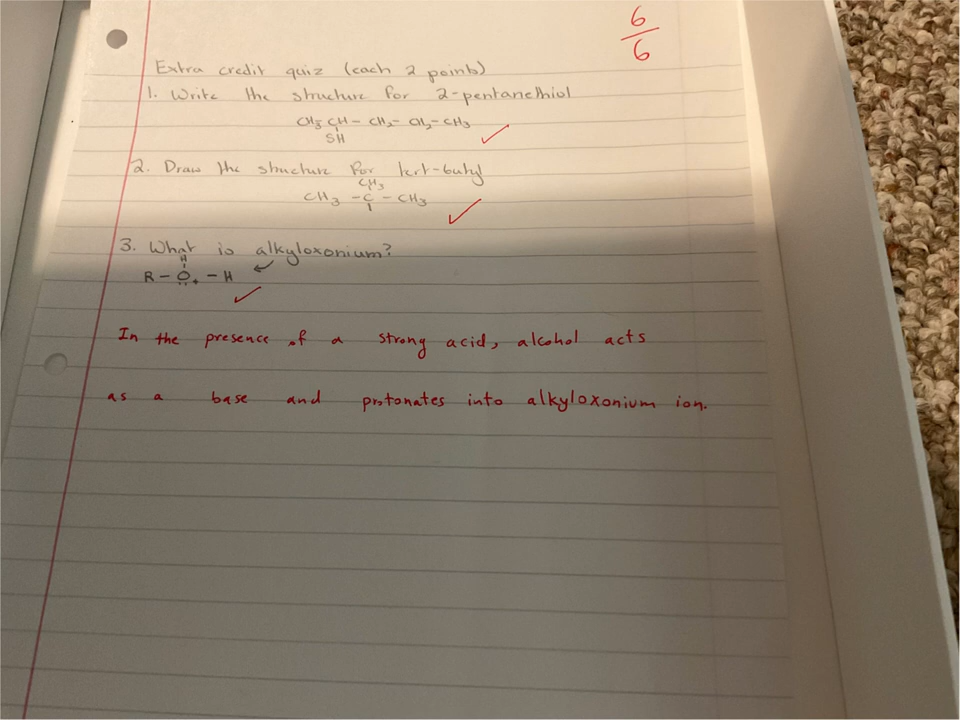 6
6
Extra credit quiz (each 2 points)
1. Write the structure for 2-pentanethiol
CH3 CH - CH2 - CH2 - CH3
SH
2. Draw the structure for tert-butyl
CH3
CH3 - C - CH3
3. What is alkyloxonium?
H
R - O+ - H
In the presence of a strong acid, alcohol acts
as a base and protonates into alkyloxonium ion.